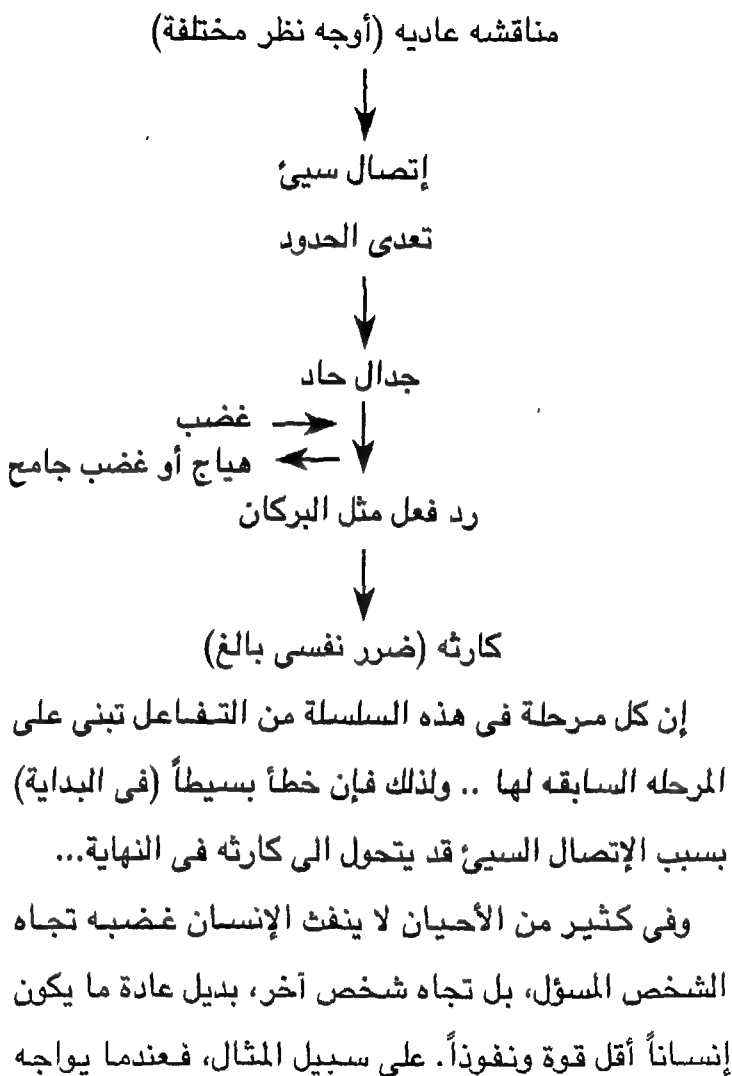 مناقشه عاديه (أوجه نظر مختلفة)
إتصال سيئ
تعدى الحدود
جدال حاد
غضب
هياج أو غضب جامح
رد فعل مثل البركان
كارثه (ضرر نفسى بالغ)
إن كل مرحلة فى هذه السلسلة من التفاعل تبنى على
المرحله السابقه لها .. ولذلك فإن خطأ بسيطاً (فى البداية)
بسبب الإتصال السيئ قد يتحول الى كارثه فى النهاية...
وفى كثير من الأحيان لا ينفث الإنسان غضبه تجاه
الشخص المسؤل، بل تجاه شخص آخر، بديل عادة ما يكون
إنساناً أقل قوة ونفوذاً. على سبيل المثال، فعندما يواجه